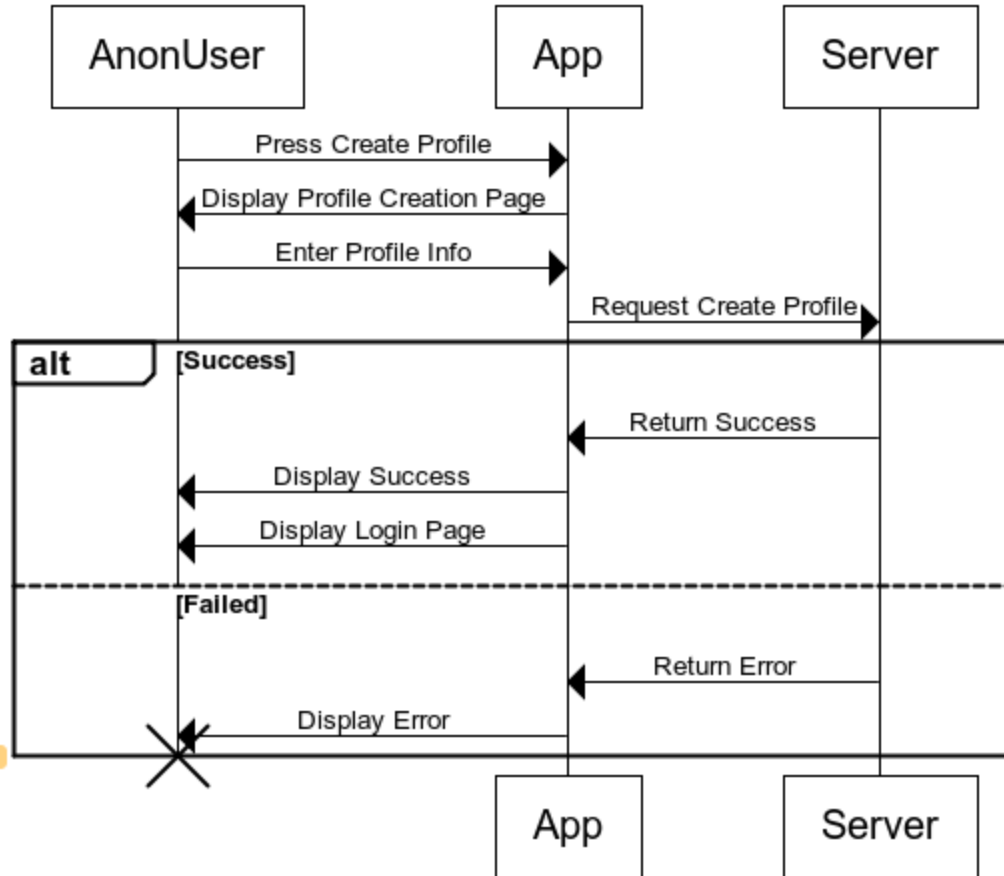 AnonUser
App
Server
Press Create Profile
Display Profile Creation Page
Enter Profile Info
Request Create Profile
alt
[Success]
Return Success
Display Success
Display Login Page
[Failed]
Return Error
Display Error
App
Server